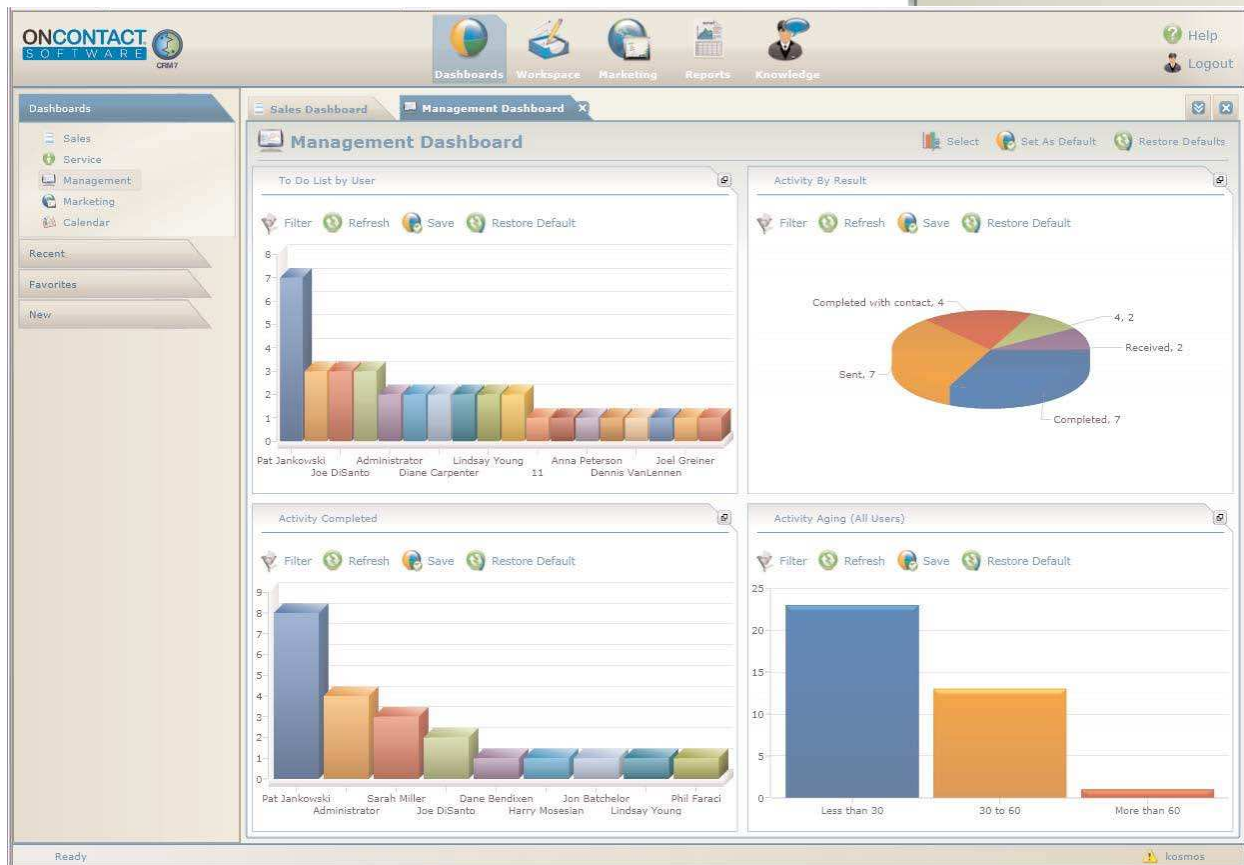 ONCONTACT
SOFTWARE
CRM7
Dashboards Workspace Marketing Reports Knowledge
Help
Logout
Dashboards
Sales
Service
Management
Marketing
Calendar
Recent
Favorites
New
Sales Dashboard Management Dashboard X
Management Dashboard
Select Set As Default Restore Defaults
To Do List by User
Filter Refresh Save Restore Default
8
7
6
5
4
3
2
1
0
Pat Jankowski Administrator Lindsay Young Anna Peterson Joel Greiner
Joe DiSanto Diane Carpenter 11 Dennis VanLennen
Activity By Result
Filter Refresh Save Restore Default
Completed with contact, 4
4, 2
Received, 2
Sent, 7
Completed, 7
Activity Completed
Filter Refresh Save Restore Default
9
8
7
6
5
4
3
2
1
0
Pat Jankowski Sarah Miller Dane Bendixen Jon Batchelor Phil Faraci
Administrator Joe DiSanto Harry Mosesian Lindsay Young
Activity Aging (All Users)
Filter Refresh Save Restore Default
25
20
15
10
5
0
Less than 30 30 to 60 More than 60
Ready
kosmos